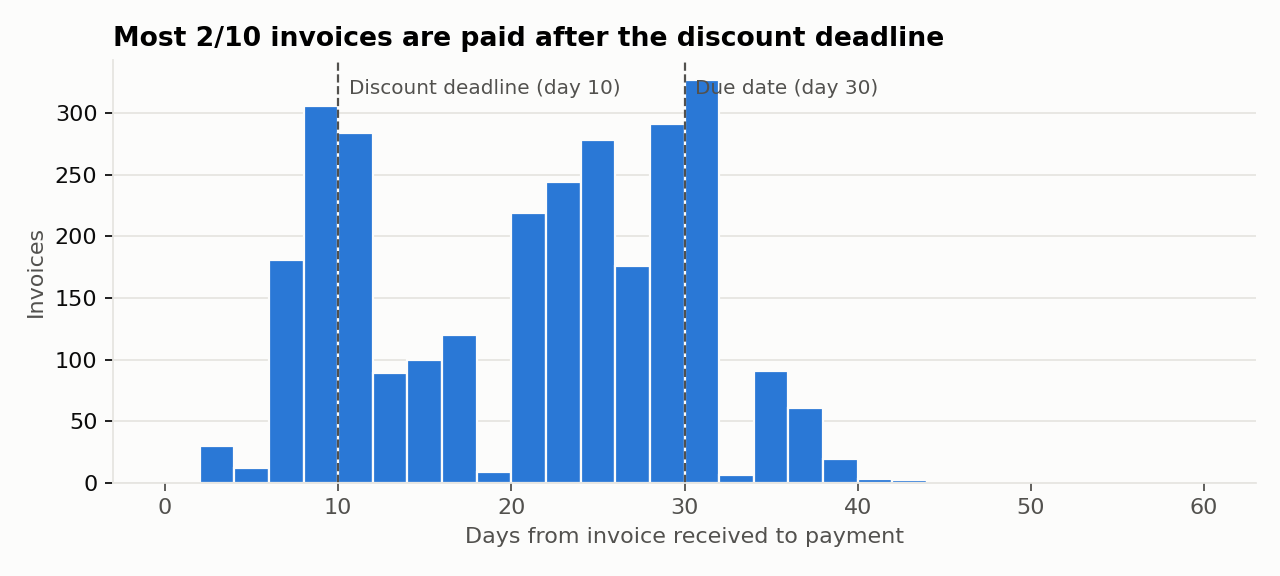 Most 2/10 invoices are paid after the discount deadline
Discount deadline (day 10)
Due date (day 30)
300
250
200
150
100
50
0
Invoices
0 10 20 30 40 50 60
Days from invoice received to payment